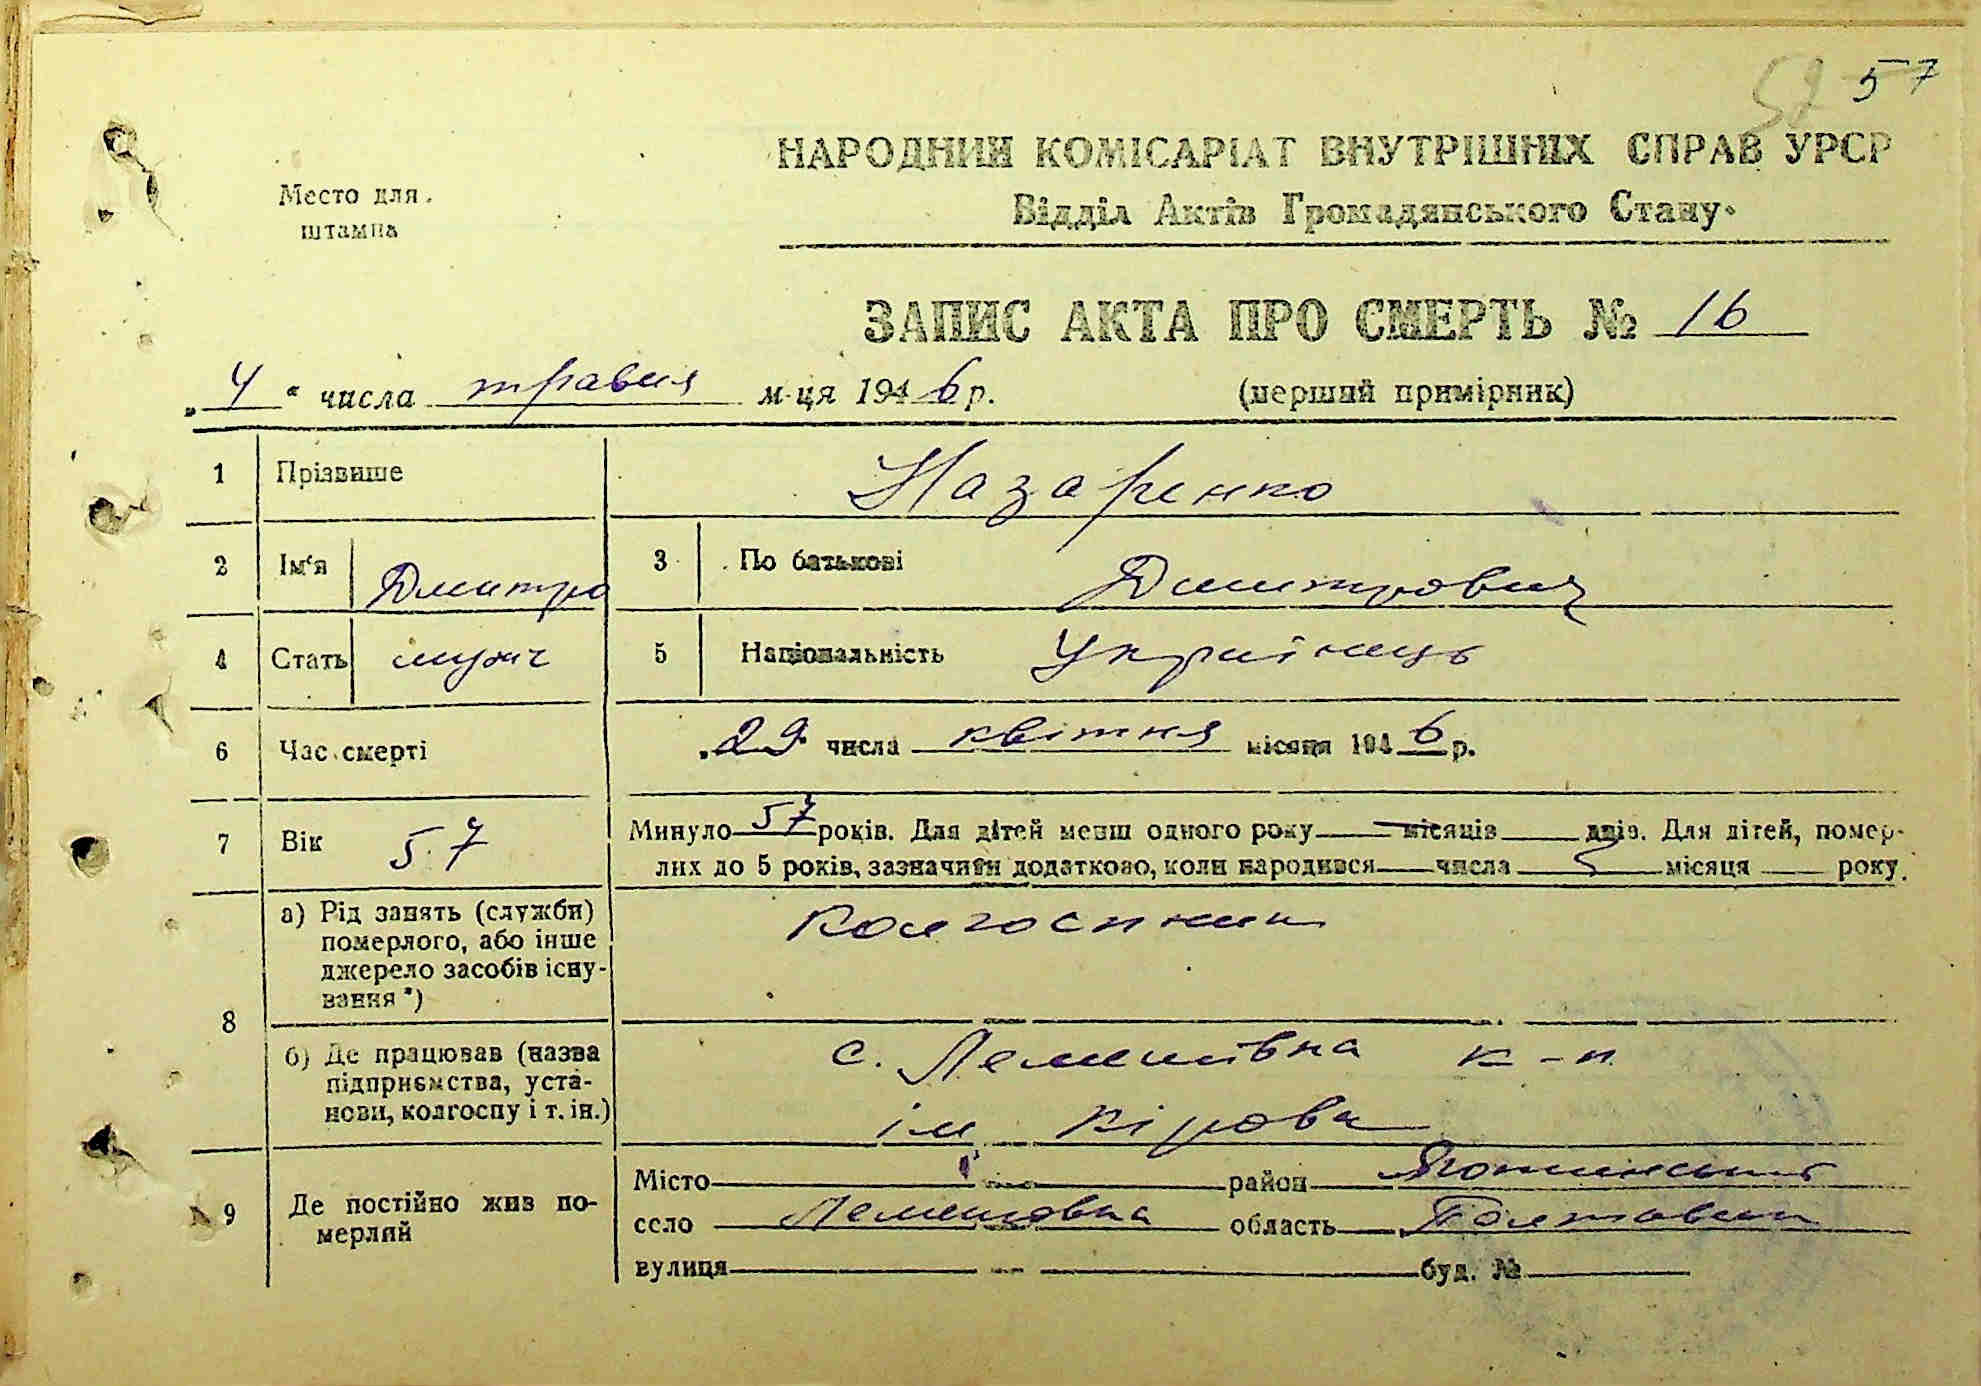 57 57
Место для
штампа
НАРОДНИЙ КОМІСАРІАТ ВНУТРІШНІХ СПРАВ УРСР
Відділ Актів Громадянського Стану
ЗАПИС АКТА ПРО СМЕРТЬ № 16
„4“ числа травня м-ця 1946 р. (перший примірник)
1 Прізвище Назаренко
2 Ім'я Дмитро 3 По батькові Дмитрович
4 Стать муж 5 Національність Українець
6 Час смерті „29“ числа квітня місяця 1946 р.
7 Вік 57 Минуло 57 років. Для дітей менш одного року — місяців — днів. Для дітей, помер-
лих до 5 років, зазначити додатково, коли народився — числа — місяця — року.
8 а) Рід занять (служби)
померлого, або інше
джерело засобів існу-
вання *)
Колгоспник
б) Де працював (назва
підприємства, уста-
нови, колгоспу і т. ін.)
с. Лемешівка к-п
ім Кірова
9 Де постійно жив по-
мерлий
Місто район Яготинський
село Лемешовка область Полтавськ
вулиця буд. №